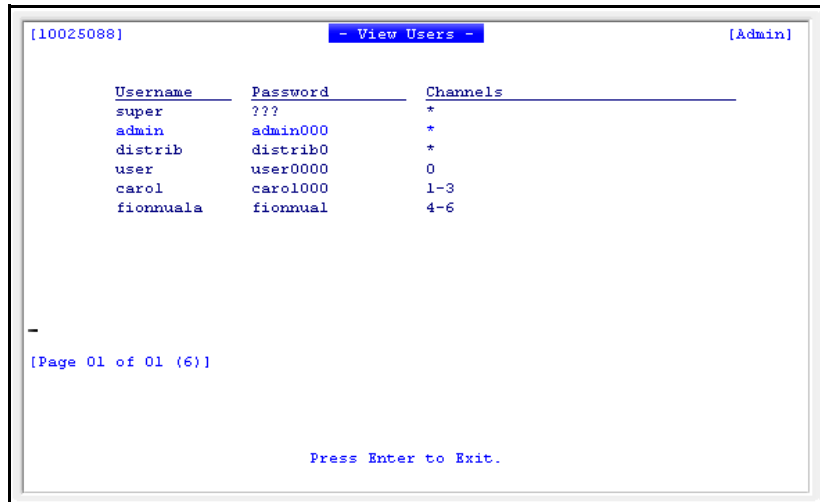 [10025088] - View Users - [Admin]
Username Password Channels
super ??? *
admin admin000 *
distrib distrib0 *
user user0000 0
carol carol000 1-3
fionnuala fionnual 4-6
[Page 01 of 01 (6)]
Press Enter to Exit.